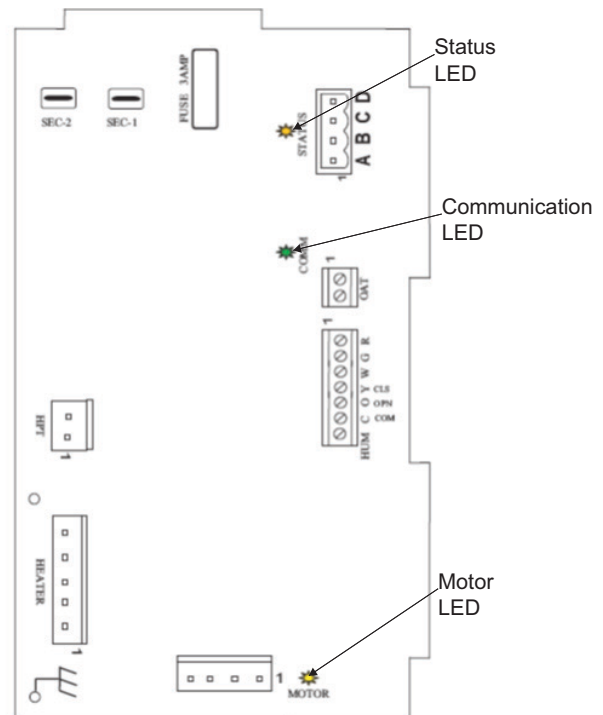 Status
LED
FUSE 3AMP
SEC-2
SEC-1
STATUS
A B C D
1
Communication
LED
COMM
1
OAT
1
HUM C O Y W G R
CLS
OPN
COM
HPT
1
HEATER
1
Motor
LED
1
MOTOR